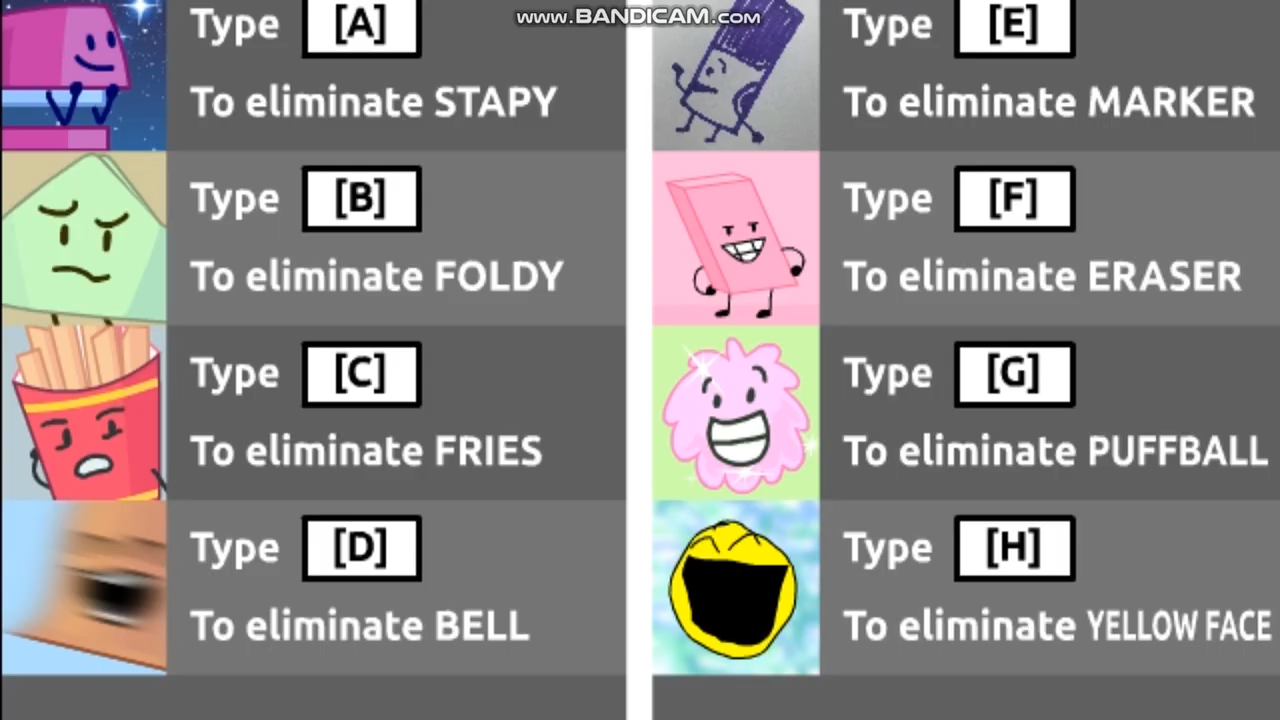 www.BANDICAM.com
Type [A]
To eliminate STAPY
Type [B]
To eliminate FOLDY
Type [C]
To eliminate FRIES
Type [D]
To eliminate BELL
Type [E]
To eliminate MARKER
Type [F]
To eliminate ERASER
Type [G]
To eliminate PUFFBALL
Type [H]
To eliminate YELLOW FACE